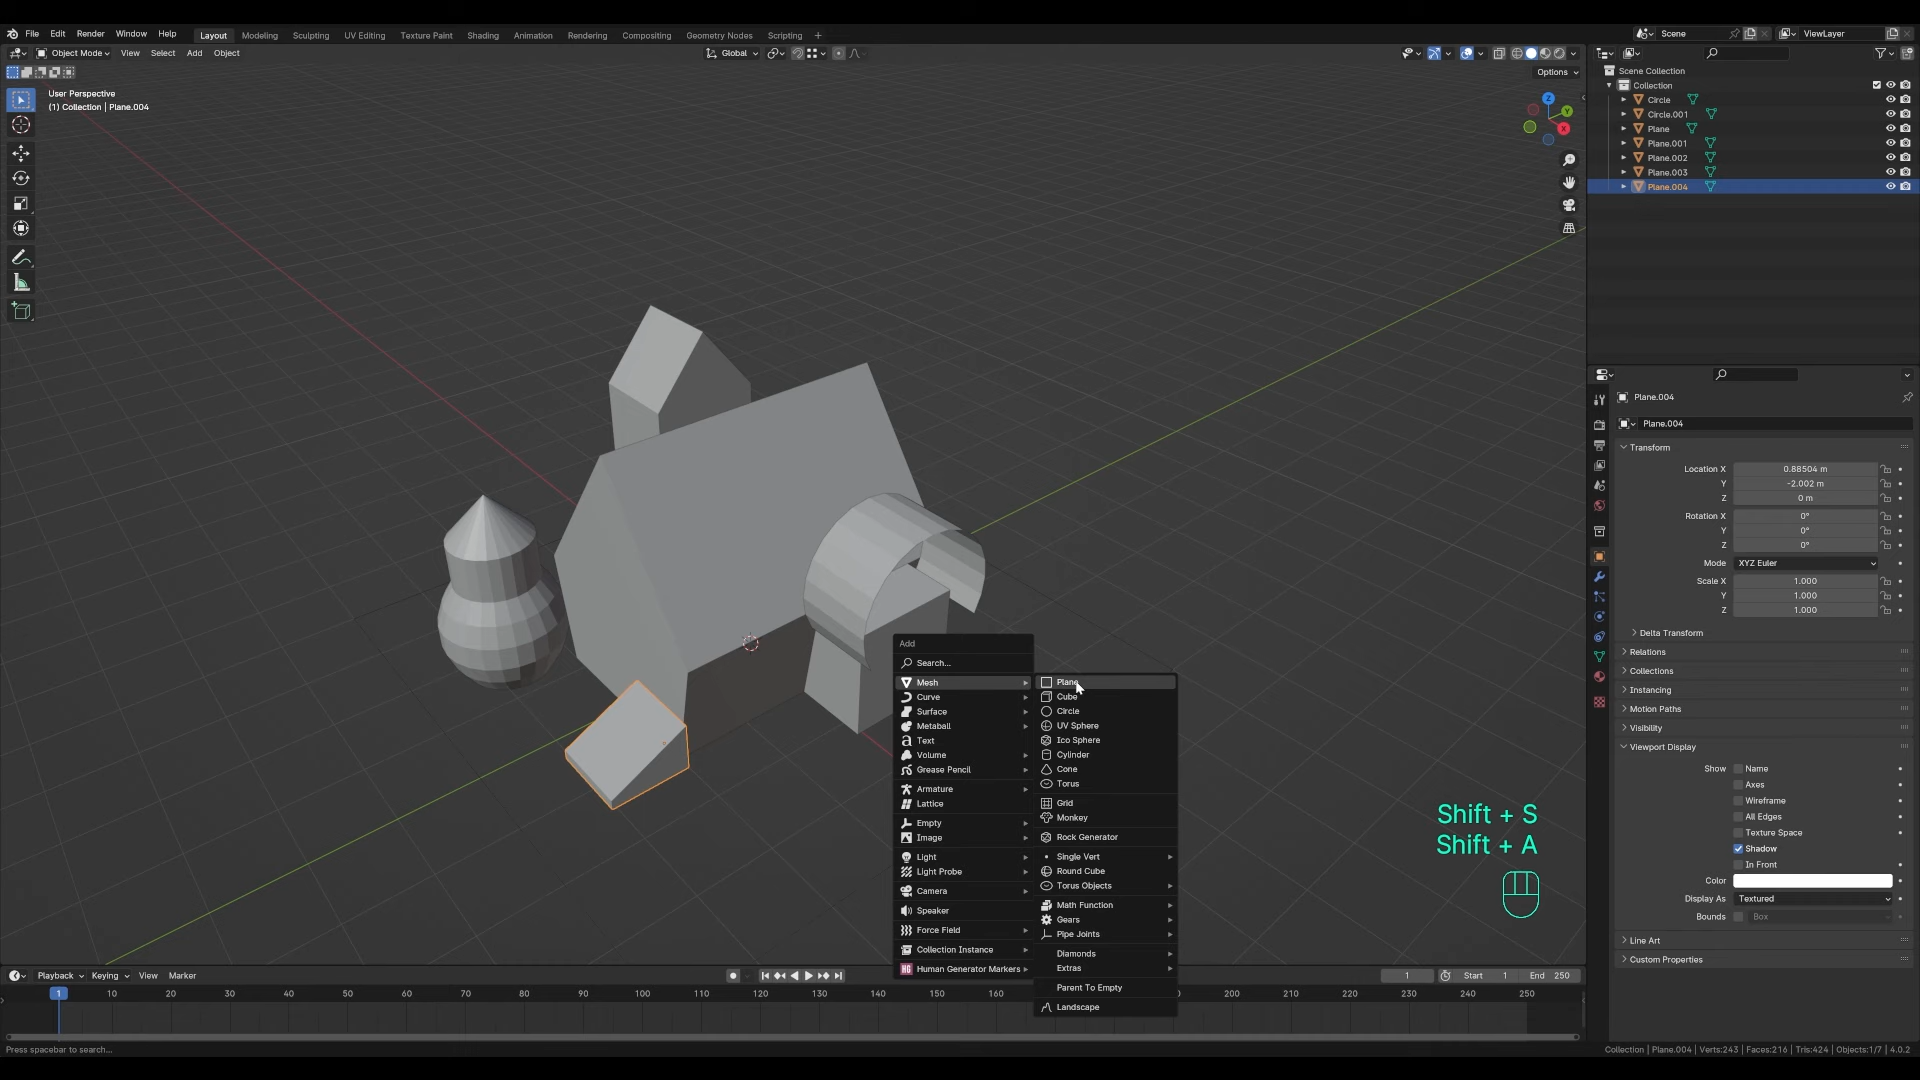 File Edit Render Window Help Layout Modeling Sculpting UV Editing Texture Paint Shading Animation Rendering Compositing Geometry Nodes Scripting + Scene ViewLayer
Object Mode View Select Add Object Global
Options
User Perspective
(1) Collection | Plane.004
Z
Y
X
Scene Collection
Collection
Circle
Circle.001
Plane
Plane.001
Plane.002
Plane.003
Plane.004
Plane.004
Plane.004
Transform
Location X 0.88504 m
Y -2.002 m
Z 0 m
Rotation X 0°
Y 0°
Z 0°
Mode XYZ Euler
Scale X 1.000
Y 1.000
Z 1.000
Delta Transform
Relations
Collections
Instancing
Motion Paths
Visibility
Viewport Display
Show Name
Axes
Wireframe
All Edges
Texture Space
Shadow
In Front
Color
Display As Textured
Bounds Box
Line Art
Custom Properties
Add
Search...
Mesh
Curve
Surface
Metaball
Text
Volume
Grease Pencil
Armature
Lattice
Empty
Image
Light
Light Probe
Camera
Speaker
Force Field
Collection Instance
HG Human Generator Markers
Plane
Cube
Circle
UV Sphere
Ico Sphere
Cylinder
Cone
Torus
Grid
Monkey
Rock Generator
Single Vert
Round Cube
Torus Objects
Math Function
Gears
Pipe Joints
Diamonds
Extras
Parent To Empty
Landscape
Shift + S
Shift + A
Playback Keying View Marker 1 Start 1 End 250
1 10 20 30 40 50 60 70 80 90 100 110 120 130 140 150 160 200 210 220 230 240 250
Press spacebar to search...
Collection | Plane.004 | Verts:243 | Faces:216 | Tris:424 | Objects:1/7 | 4.0.2